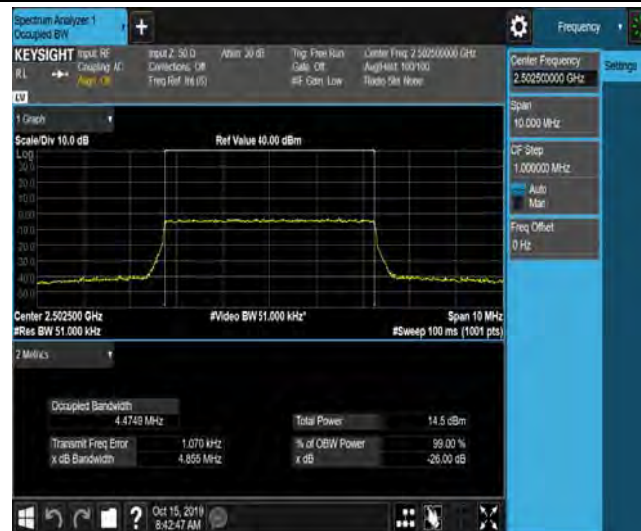 Spectrum Analyzer 1
Occupied BW
Frequency
KEYSIGHT Input: RF
Coupling: AC
Align: Off
RL
Input Z: 50 Ω
Corrections: Off
Freq Ref: Int (S)
Atten: 30 dB
Trig: Free Run
Gate: Off
#IF Gain: Low
Center Freq: 2.502500000 GHz
Avg|Hold: 100/100
Radio Std: None
LV
Center Frequency
2.502500000 GHz
Settings
Span
10.000 MHz
CF Step
1.000000 MHz
Auto
Man
Freq Offset
0 Hz
1 Graph
Scale/Div 10.0 dB
Ref Value 40.00 dBm
Log
30.0
20.0
10.0
0.00
-10.0
-20.0
-30.0
-40.0
-50.0
Center 2.502500 GHz
#Res BW 51.000 kHz
#Video BW 51.000 kHz*
Span 10 MHz
#Sweep 100 ms (1001 pts)
2 Metrics
Occupied Bandwidth
4.4749 MHz
Total Power 14.5 dBm
Transmit Freq Error 1.070 kHz
% of OBW Power 99.00 %
x dB Bandwidth 4.855 MHz
x dB -26.00 dB
?
Oct 15, 2019
8:42:47 AM